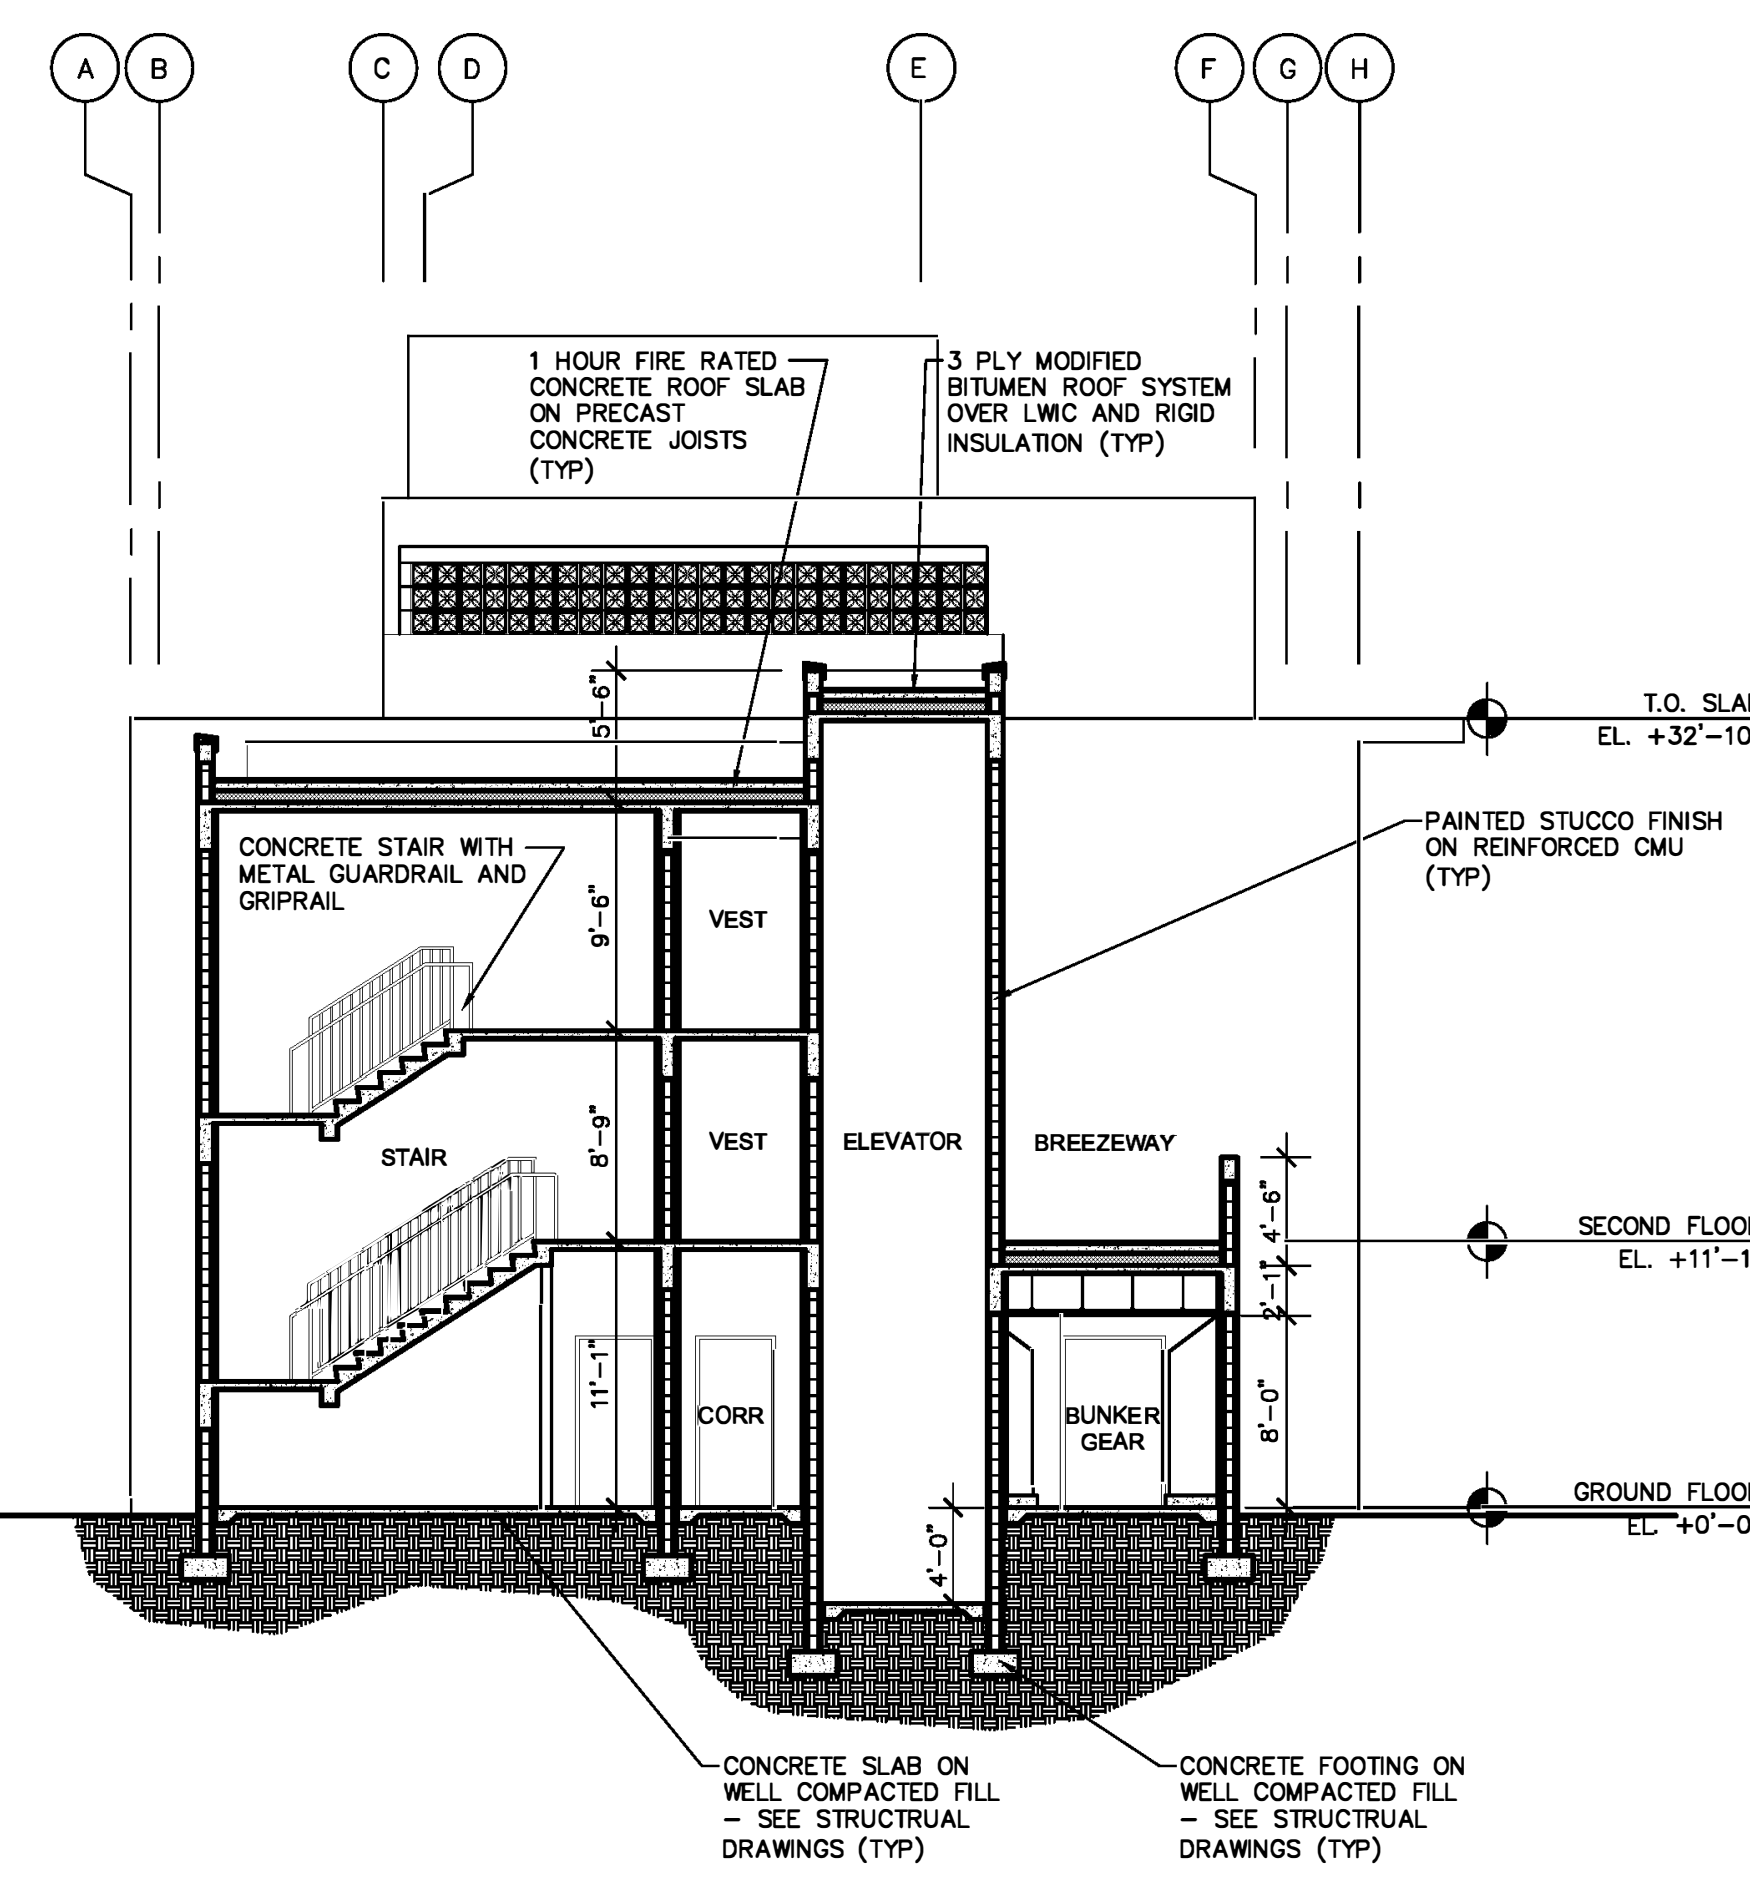 A B C D E F G H
1 HOUR FIRE RATED
CONCRETE ROOF SLAB
ON PRECAST
CONCRETE JOISTS
(TYP)
3 PLY MODIFIED
BITUMEN ROOF SYSTEM
OVER LWIC AND RIGID
INSULATION (TYP)
5'-6"
T.O. SLA
EL. +32'-10
PAINTED STUCCO FINISH
ON REINFORCED CMU
(TYP)
CONCRETE STAIR WITH
METAL GUARDRAIL AND
GRIPRAIL
9'-6"
VEST
8'-9"
STAIR
VEST
ELEVATOR
BREEZEWAY
4'-6"
SECOND FLOO
EL. +11'-1
2'-1"
11'-1"
CORR
BUNKER
GEAR
8'-0"
GROUND FLOO
EL. +0'-0
4'-0"
CONCRETE SLAB ON
WELL COMPACTED FILL
- SEE STRUCTRUAL
DRAWINGS (TYP)
CONCRETE FOOTING ON
WELL COMPACTED FILL
- SEE STRUCTRUAL
DRAWINGS (TYP)